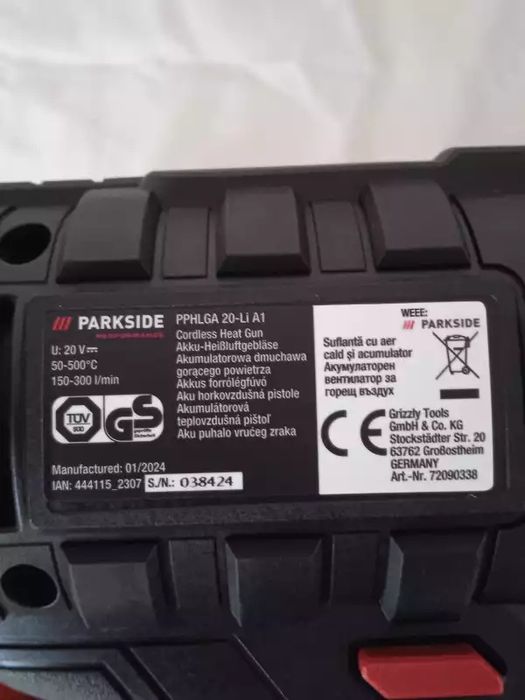 /// PARKSIDE
U: 20 V
50-500°C
150-300 l/min
TÜV
SÜD
GS
Manufactured: 01/2024
IAN: 444115_2307 S./N.: 038424
PPHLGA 20-Li A1
Cordless Heat Gun
Akku-Heißluftgebläse
Akumulatorowa dmuchawa
gorącego powietrza
Akkus forrólégfúvó
Aku horkovzdušná pistole
Akumulátorová
teplovzdušná pištoľ
Aku puhalo vrućeg zraka
WEEE:
/// PARKSIDE
Suflantă cu aer
cald și acumulator
Акумулаторен
вентилатор за
горещ въздух
CE
Grizzly Tools
GmbH & Co. KG
Stockstädter Str. 20
63762 Großostheim
GERMANY
Art.-Nr. 72090338